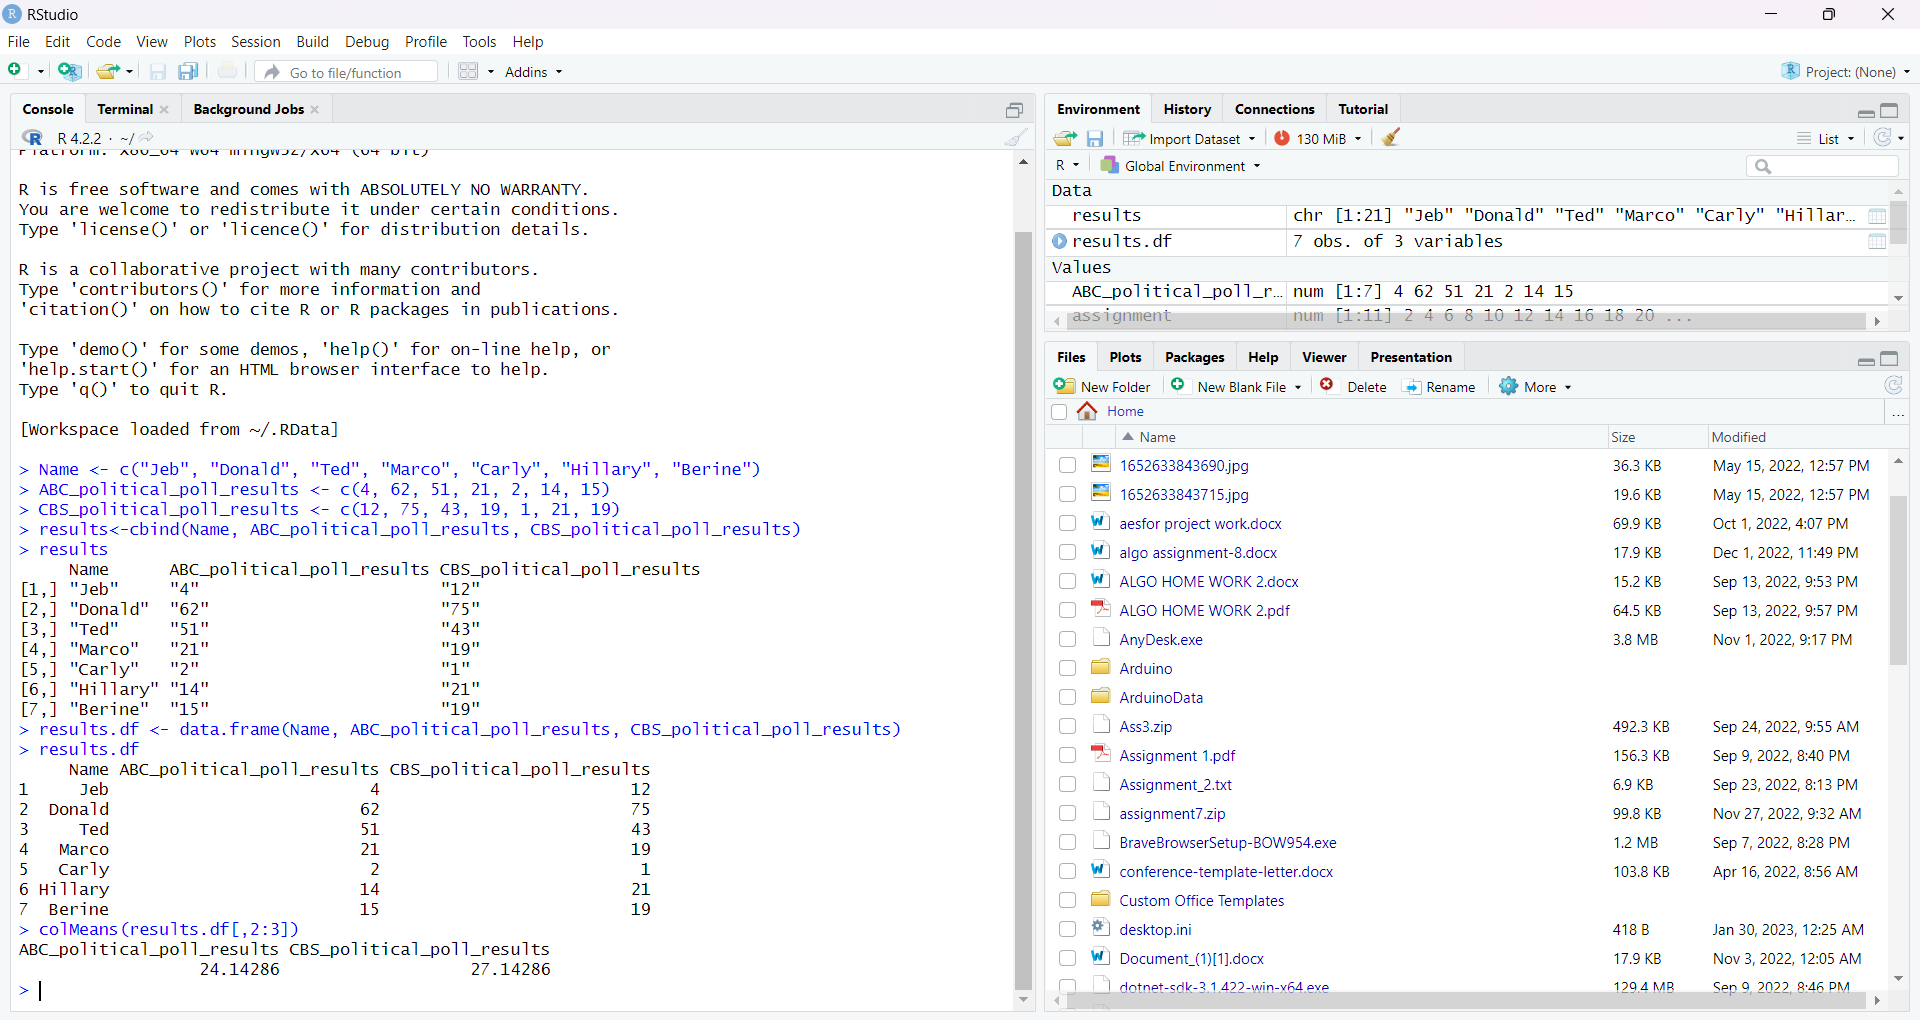 RStudio
File Edit Code View Plots Session Build Debug Profile Tools Help
Go to file/function Addins Project: (None)
Console Terminal Background Jobs
R 4.2.2 · ~/
Platform: x86_64-w64-mingw32/x64 (64-bit)
R is free software and comes with ABSOLUTELY NO WARRANTY.
You are welcome to redistribute it under certain conditions.
Type 'license()' or 'licence()' for distribution details.
R is a collaborative project with many contributors.
Type 'contributors()' for more information and
'citation()' on how to cite R or R packages in publications.
Type 'demo()' for some demos, 'help()' for on-line help, or
'help.start()' for an HTML browser interface to help.
Type 'q()' to quit R.
[Workspace loaded from ~/.RData]
> Name <- c("Jeb", "Donald", "Ted", "Marco", "Carly", "Hillary", "Berine")
> ABC_political_poll_results <- c(4, 62, 51, 21, 2, 14, 15)
> CBS_political_poll_results <- c(12, 75, 43, 19, 1, 21, 19)
> results<-cbind(Name, ABC_political_poll_results, CBS_political_poll_results)
> results
Name ABC_political_poll_results CBS_political_poll_results
[1,] "Jeb" "4" "12"
[2,] "Donald" "62" "75"
[3,] "Ted" "51" "43"
[4,] "Marco" "21" "19"
[5,] "Carly" "2" "1"
[6,] "Hillary" "14" "21"
[7,] "Berine" "15" "19"
> results.df <- data.frame(Name, ABC_political_poll_results, CBS_political_poll_results)
> results.df
Name ABC_political_poll_results CBS_political_poll_results
1 Jeb 4 12
2 Donald 62 75
3 Ted 51 43
4 Marco 21 19
5 Carly 2 1
6 Hillary 14 21
7 Berine 15 19
> colMeans(results.df[,2:3])
ABC_political_poll_results CBS_political_poll_results
24.14286 27.14286
>
Environment History Connections Tutorial
Import Dataset 130 MiB List
R Global Environment
Data
results chr [1:21] "Jeb" "Donald" "Ted" "Marco" "Carly" "Hillar…
results.df 7 obs. of 3 variables
Values
ABC_political_poll_r… num [1:7] 4 62 51 21 2 14 15
assignment num [1:11] 2 4 6 8 10 12 14 16 18 20 ...
Files Plots Packages Help Viewer Presentation
New Folder New Blank File Delete Rename More
Home ...
Name Size Modified
1652633843690.jpg 36.3 KB May 15, 2022, 12:57 PM
1652633843715.jpg 19.6 KB May 15, 2022, 12:57 PM
aesfor project work.docx 69.9 KB Oct 1, 2022, 4:07 PM
algo assignment-8.docx 17.9 KB Dec 1, 2022, 11:49 PM
ALGO HOME WORK 2.docx 15.2 KB Sep 13, 2022, 9:53 PM
ALGO HOME WORK 2.pdf 64.5 KB Sep 13, 2022, 9:57 PM
AnyDesk.exe 3.8 MB Nov 1, 2022, 9:17 PM
Arduino
ArduinoData
Ass3.zip 492.3 KB Sep 24, 2022, 9:55 AM
Assignment 1.pdf 156.3 KB Sep 9, 2022, 8:40 PM
Assignment_2.txt 6.9 KB Sep 23, 2022, 8:13 PM
assignment7.zip 99.8 KB Nov 27, 2022, 9:32 AM
BraveBrowserSetup-BOW954.exe 1.2 MB Sep 7, 2022, 8:28 PM
conference-template-letter.docx 103.8 KB Apr 16, 2022, 8:56 AM
Custom Office Templates
desktop.ini 418 B Jan 30, 2023, 12:25 AM
Document_(1)[1].docx 17.9 KB Nov 3, 2022, 12:05 AM
dotnet-sdk-3.1.422-win-x64.exe 129.4 MB Sep 9, 2022, 8:46 PM